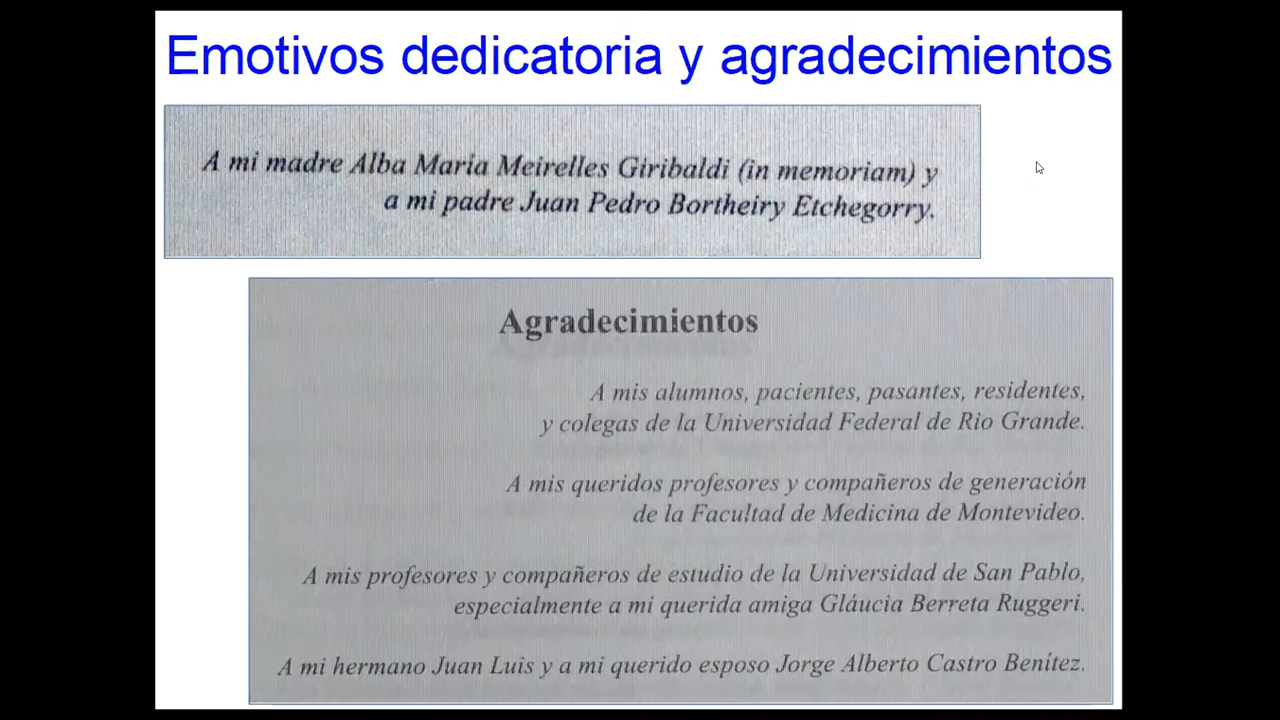 Emotivos dedicatoria y agradecimientos
A mi madre Alba María Meirelles Giribaldi (in memoriam) y
a mi padre Juan Pedro Bortheiry Etchegorry.
Agradecimientos
A mis alumnos, pacientes, pasantes, residentes,
y colegas de la Universidad Federal de Río Grande.
A mis queridos profesores y compañeros de generación
de la Facultad de Medicina de Montevideo.
A mis profesores y compañeros de estudio de la Universidad de San Pablo,
especialmente a mi querida amiga Gláucia Berreta Ruggeri.
A mi hermano Juan Luis y a mi querido esposo Jorge Alberto Castro Benítez.